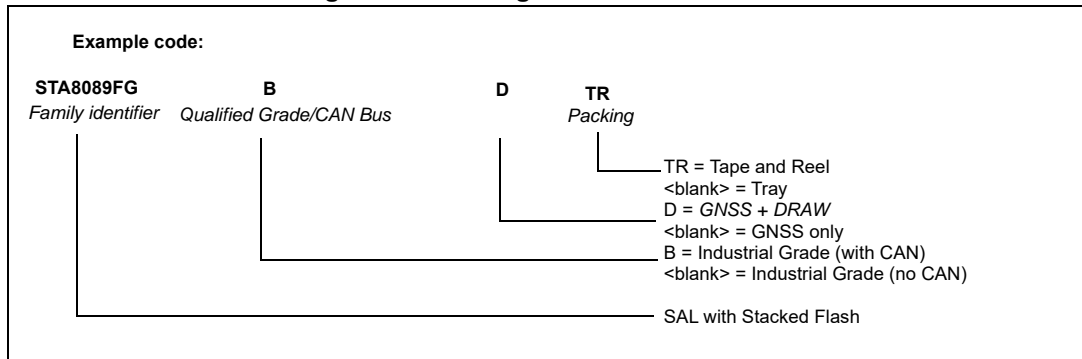 Example code:
STA8089FG B D TR
Family identifier Qualified Grade/CAN Bus Packing
TR = Tape and Reel
<blank> = Tray
D = GNSS + DRAW
<blank> = GNSS only
B = Industrial Grade (with CAN)
<blank> = Industrial Grade (no CAN)
SAL with Stacked Flash